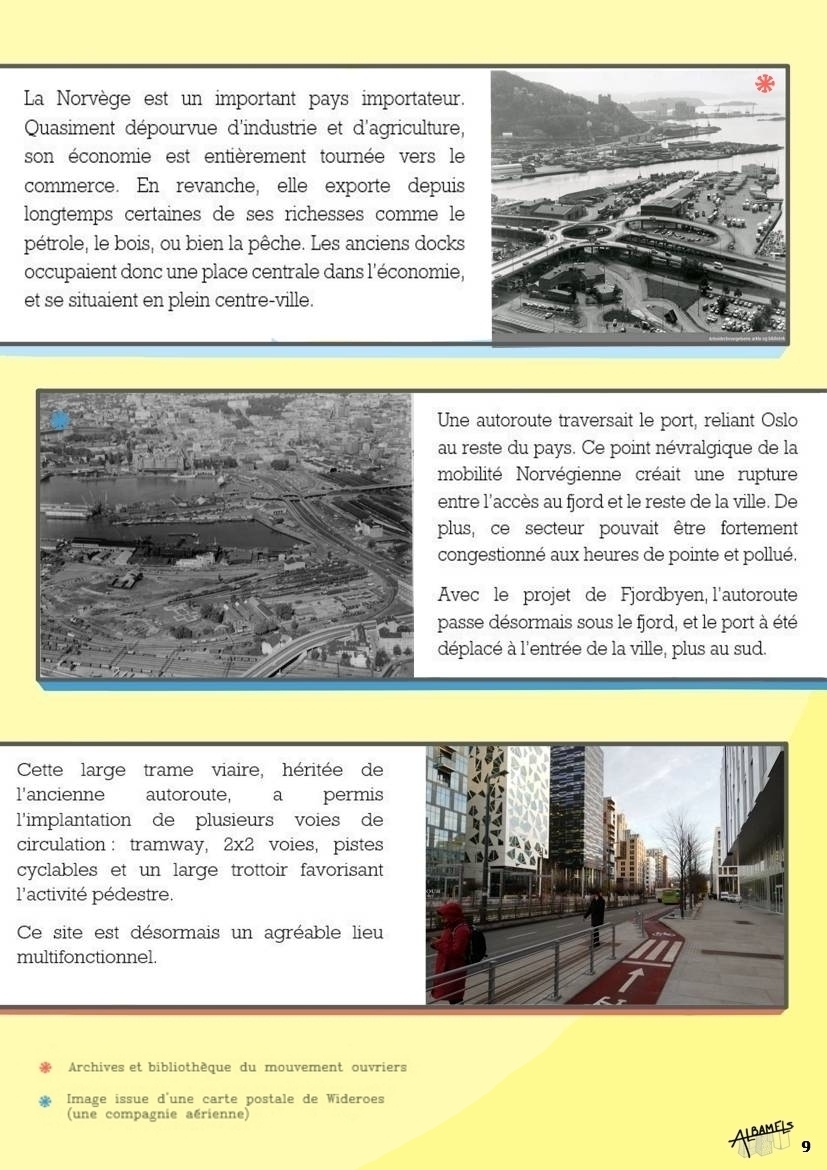 La Norvège est un important pays importateur.
Quasiment dépourvue d'industrie et d'agriculture,
son économie est entièrement tournée vers le
commerce. En revanche, elle exporte depuis
longtemps certaines de ses richesses comme le
pétrole, le bois, ou bien la pêche. Les anciens docks
occupaient donc une place centrale dans l'économie,
et se situaient en plein centre-ville.
Arbeiderbevegelsens arkiv og bibliotek
Une autoroute traversait le port, reliant Oslo
au reste du pays. Ce point névralgique de la
mobilité Norvégienne créait une rupture
entre l'accès au fjord et le reste de la ville. De
plus, ce secteur pouvait être fortement
congestionné aux heures de pointe et pollué.
Avec le projet de Fjordbyen, l'autoroute
passe désormais sous le fjord, et le port à été
déplacé à l'entrée de la ville, plus au sud.
Cette large trame viaire, héritée de
l'ancienne autoroute, a permis
l'implantation de plusieurs voies de
circulation : tramway, 2x2 voies, pistes
cyclables et un large trottoir favorisant
l'activité pédestre.
Ce site est désormais un agréable lieu
multifonctionnel.
Archives et bibliothèque du mouvement ouvriers
Image issue d'une carte postale de Wideroes
(une compagnie aérienne)
ALBAMELS
9